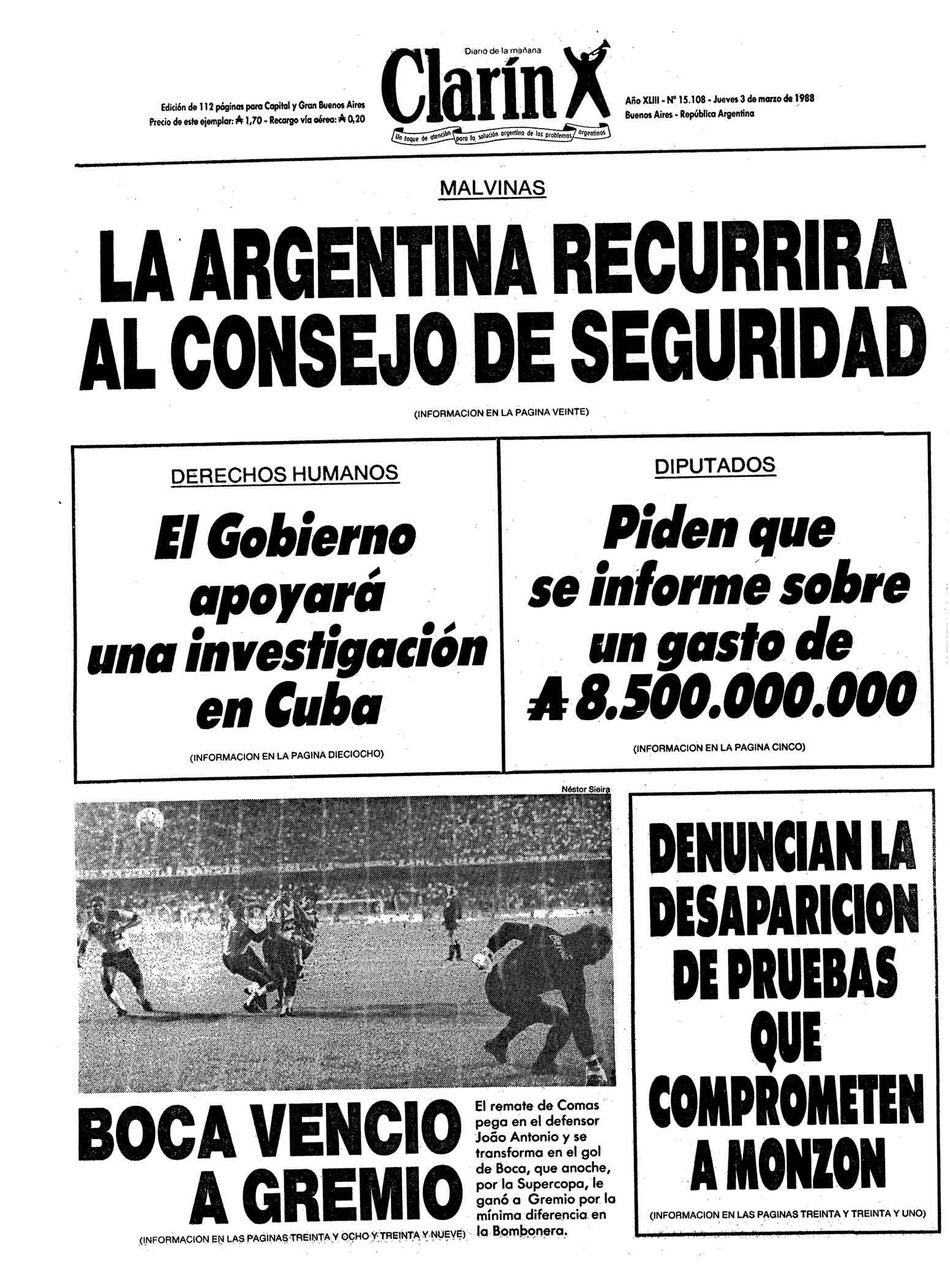 Diario de la mañana
Clarín
Edición de 112 páginas para Capital y Gran Buenos Aires
Precio de este ejemplar: ₳ 1,70 - Recargo vía aérea: ₳ 0,20
Un toque de atención para la solución argentina de los problemas argentinos
Año XLIII - Nº 15.108 - Jueves 3 de marzo de 1988
Buenos Aires - República Argentina
MALVINAS
LA ARGENTINA RECURRIRA
AL CONSEJO DE SEGURIDAD
(INFORMACION EN LA PAGINA VEINTE)
DERECHOS HUMANOS
El Gobierno
apoyará
una investigación
en Cuba
(INFORMACION EN LA PAGINA DIECIOCHO)
DIPUTADOS
Piden que
se informe sobre
un gasto de
₳ 8.500.000.000
(INFORMACION EN LA PAGINA CINCO)
Néstor Sieira
BOCA VENCIO
A GREMIO
(INFORMACION EN LAS PAGINAS TREINTA Y OCHO Y TREINTA Y NUEVE)
El remate de Comas
pega en el defensor
João Antonio y se
transforma en el gol
de Boca, que anoche,
por la Supercopa, le
ganó a Gremio por la
mínima diferencia en
la Bombonera.
DENUNCIAN LA
DESAPARICION
DE PRUEBAS
QUE
COMPROMETEN
A MONZON
(INFORMACION EN LAS PAGINAS TREINTA Y TREINTA Y UNO)